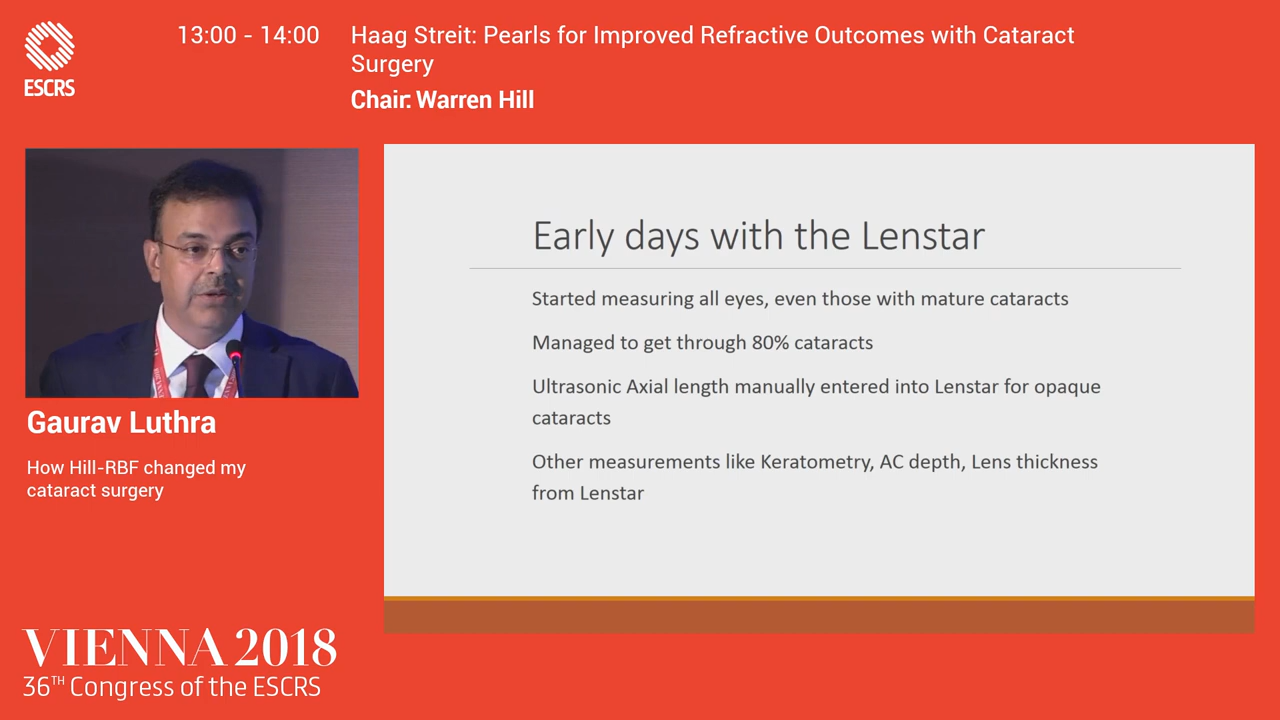 ESCRS
13:00 - 14:00
Haag Streit: Pearls for Improved Refractive Outcomes with Cataract
Surgery
Chair: Warren Hill
Early days with the Lenstar
Started measuring all eyes, even those with mature cataracts
Managed to get through 80% cataracts
Ultrasonic Axial length manually entered into Lenstar for opaque
cataracts
Other measurements like Keratometry, AC depth, Lens thickness
from Lenstar
Gaurav Luthra
How Hill-RBF changed my
cataract surgery
VIENNA 2018
36TH Congress of the ESCRS